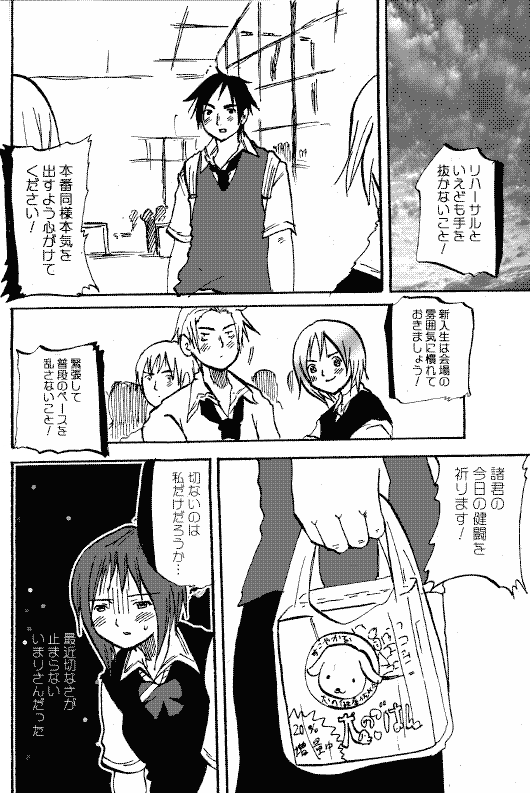 リハーサルと
いえども手を
抜かないこと！
本番同様本気を
出すよう心がけて
ください！
新入生は会場の
雰囲気に慣れて
おきましょう！
緊張して
普段のペースを
乱さないこと！
諸君の
今日の健闘を
祈ります！
20%
増量中
切ないのは
私だけだろうか…
最近切なさが
止まらない
いまりさんだった